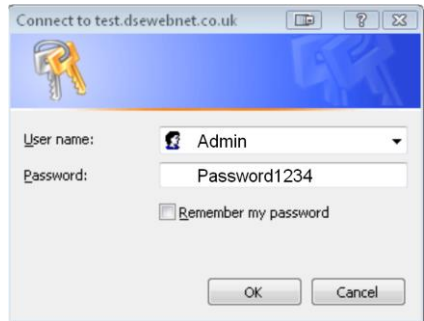 Connect to test.dsewebnet.co.uk
User name: Admin
Password: Password1234
Remember my password
OK Cancel